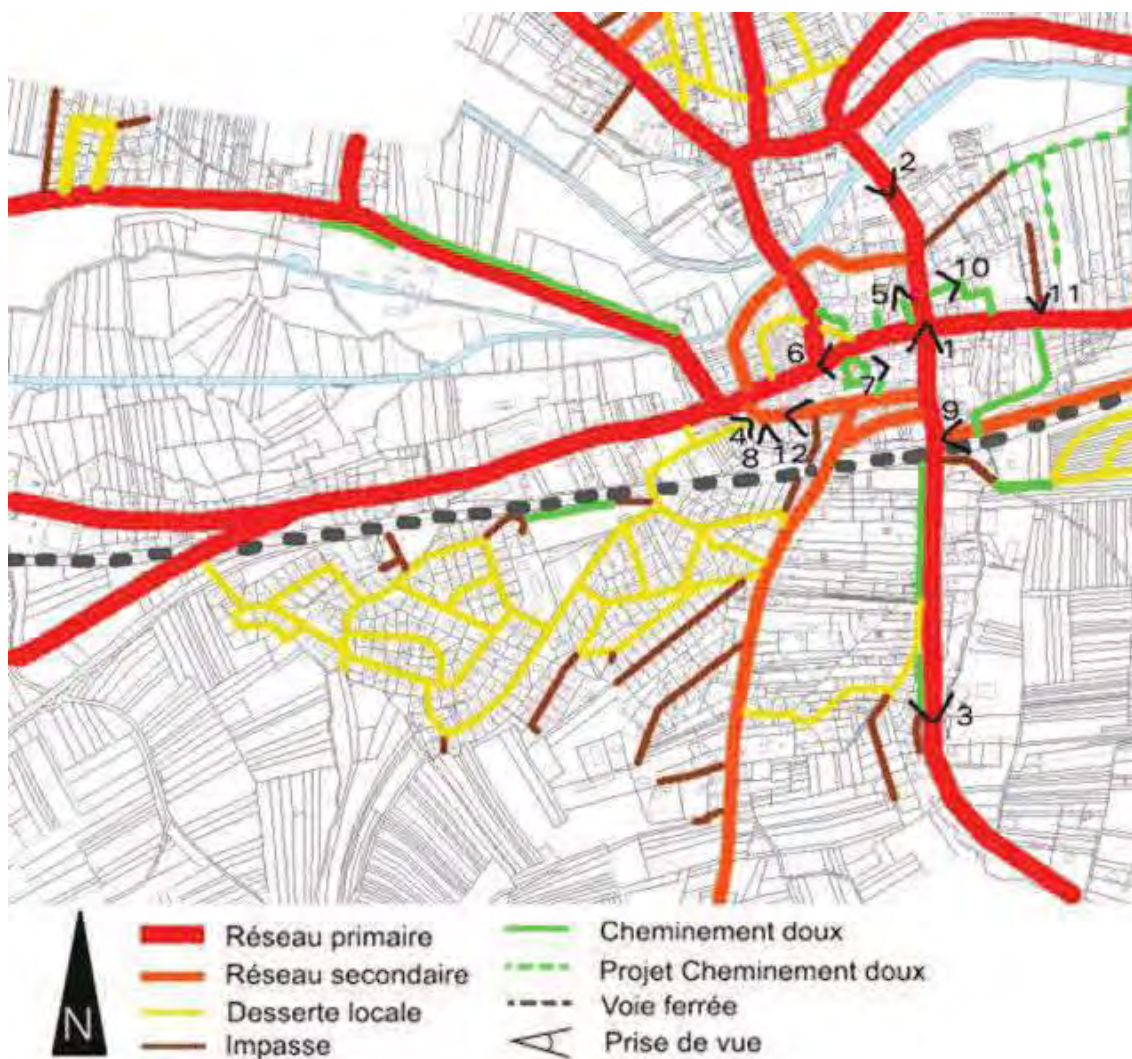 2
10
5
11
6
1
7
9
4
12
8
3
N
Réseau primaire
Réseau secondaire
Desserte locale
Impasse
Cheminement doux
Projet Cheminement doux
Voie ferrée
Prise de vue